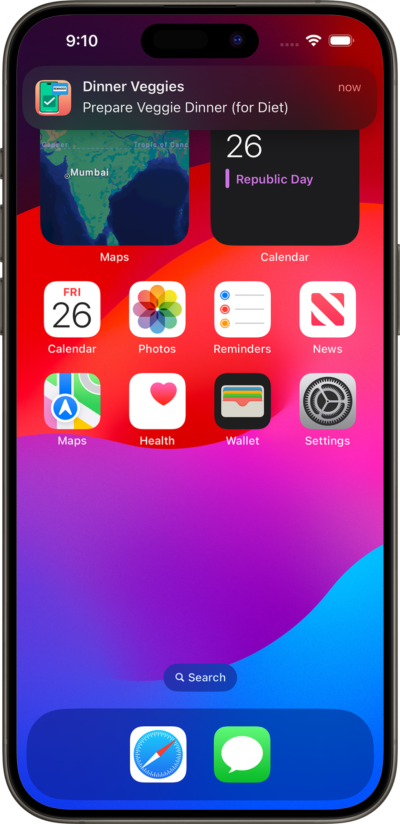 9:10
Dinner Veggies
now
Prepare Veggie Dinner (for Diet)
Mumbai
26
Republic Day
Maps
Calendar
FRI
26
Calendar
Photos
Reminders
News
Maps
Health
Wallet
Settings
Search